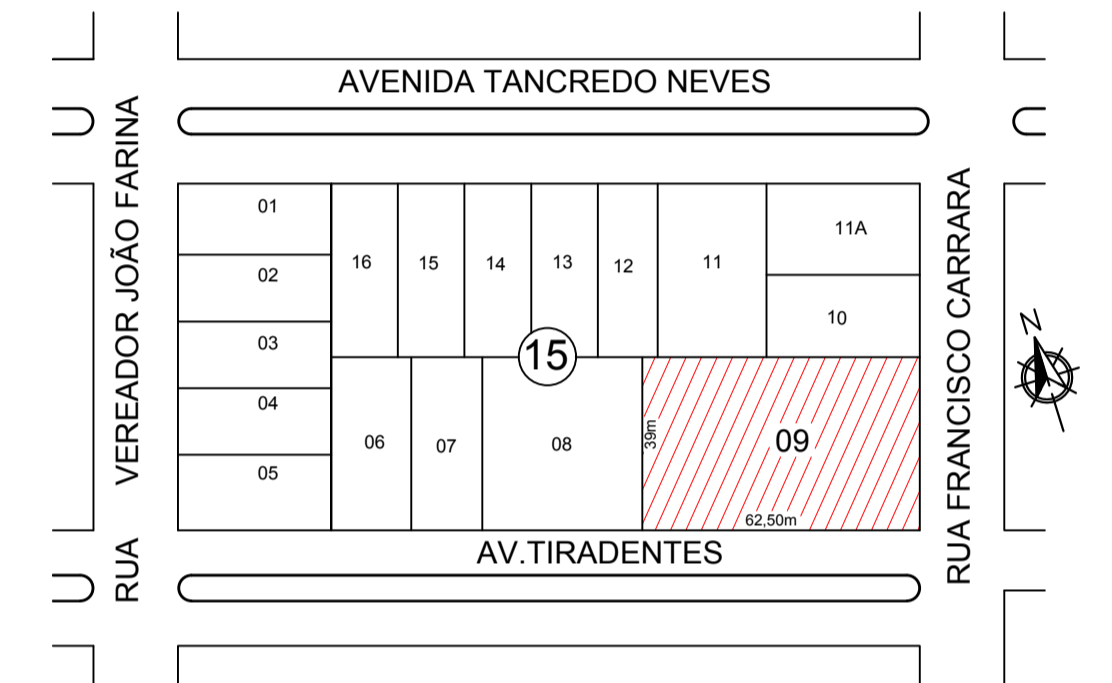 AVENIDA TANCREDO NEVES
RUA VEREADOR JOÃO FARINA
01
02
03
04
05
16
15
14
13
12
11
11A
10
15
06
07
08
39m
09
62,50m
AV.TIRADENTES
RUA FRANCISCO CARRARA
N